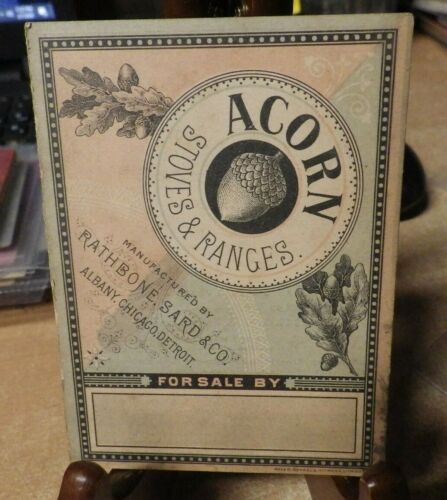 ACORN
STOVES & RANGES.
MANUFACTURED BY
RATHBONE, SARD & CO.
ALBANY, CHICAGO, DETROIT.
FOR SALE BY